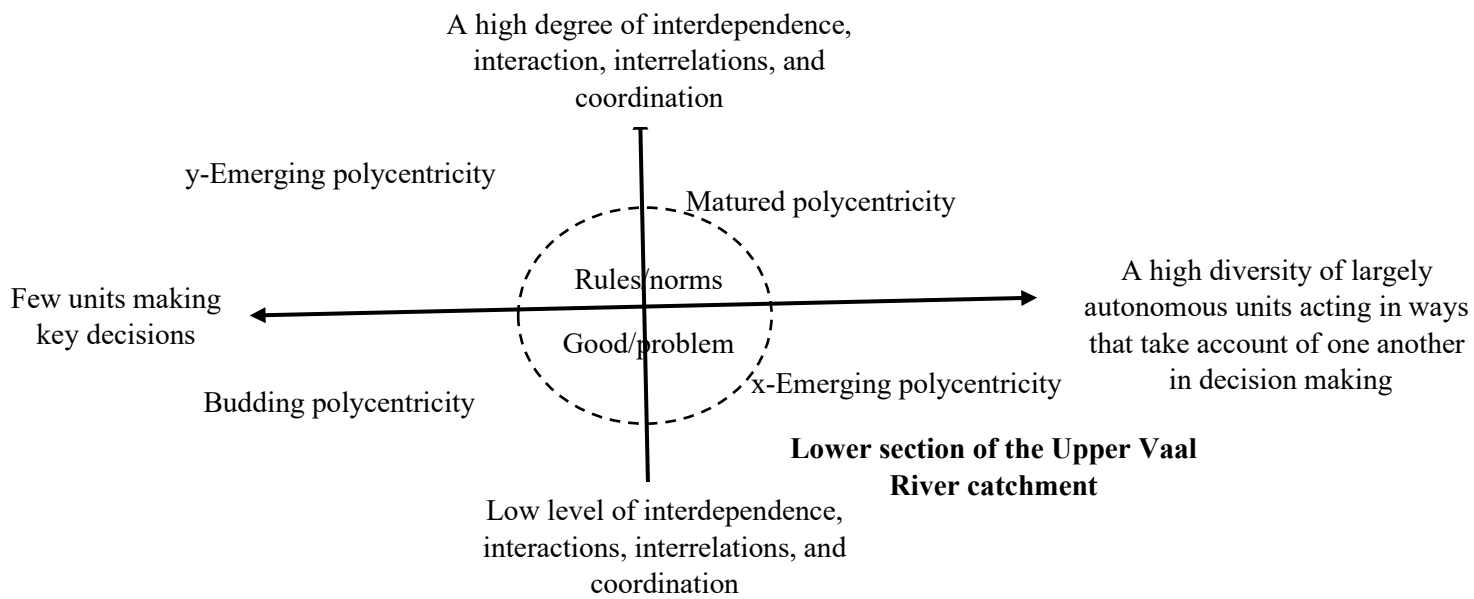 A high degree of interdependence,
interaction, interrelations, and
coordination
y-Emerging polycentricity
Matured polycentricity
Rules/norms
Few units making
key decisions
A high diversity of largely
autonomous units acting in ways
that take account of one another
in decision making
Good/problem
x-Emerging polycentricity
Budding polycentricity
Lower section of the Upper Vaal
River catchment
Low level of interdependence,
interactions, interrelations, and
coordination